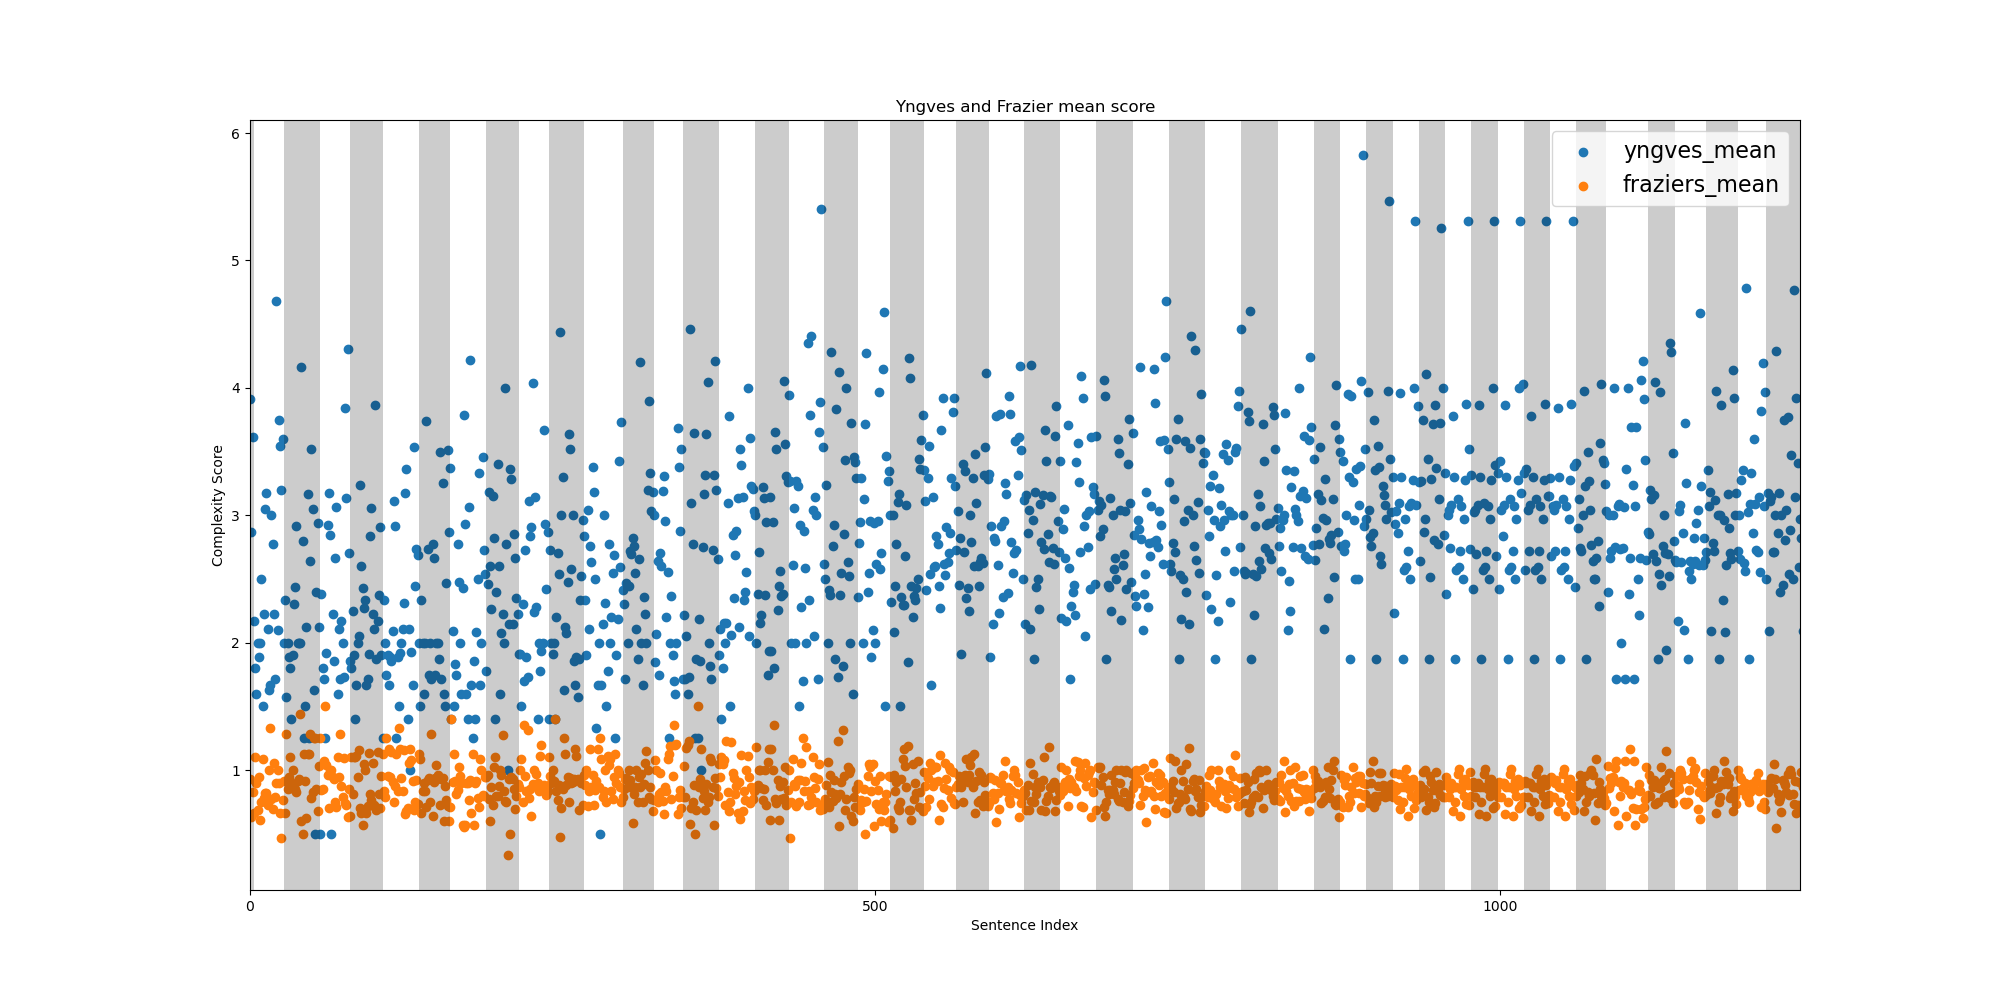 Yngves and Frazier mean score
yngves_mean
fraziers_mean
Complexity Score
6
5
4
3
2
1
0
500
1000
Sentence Index